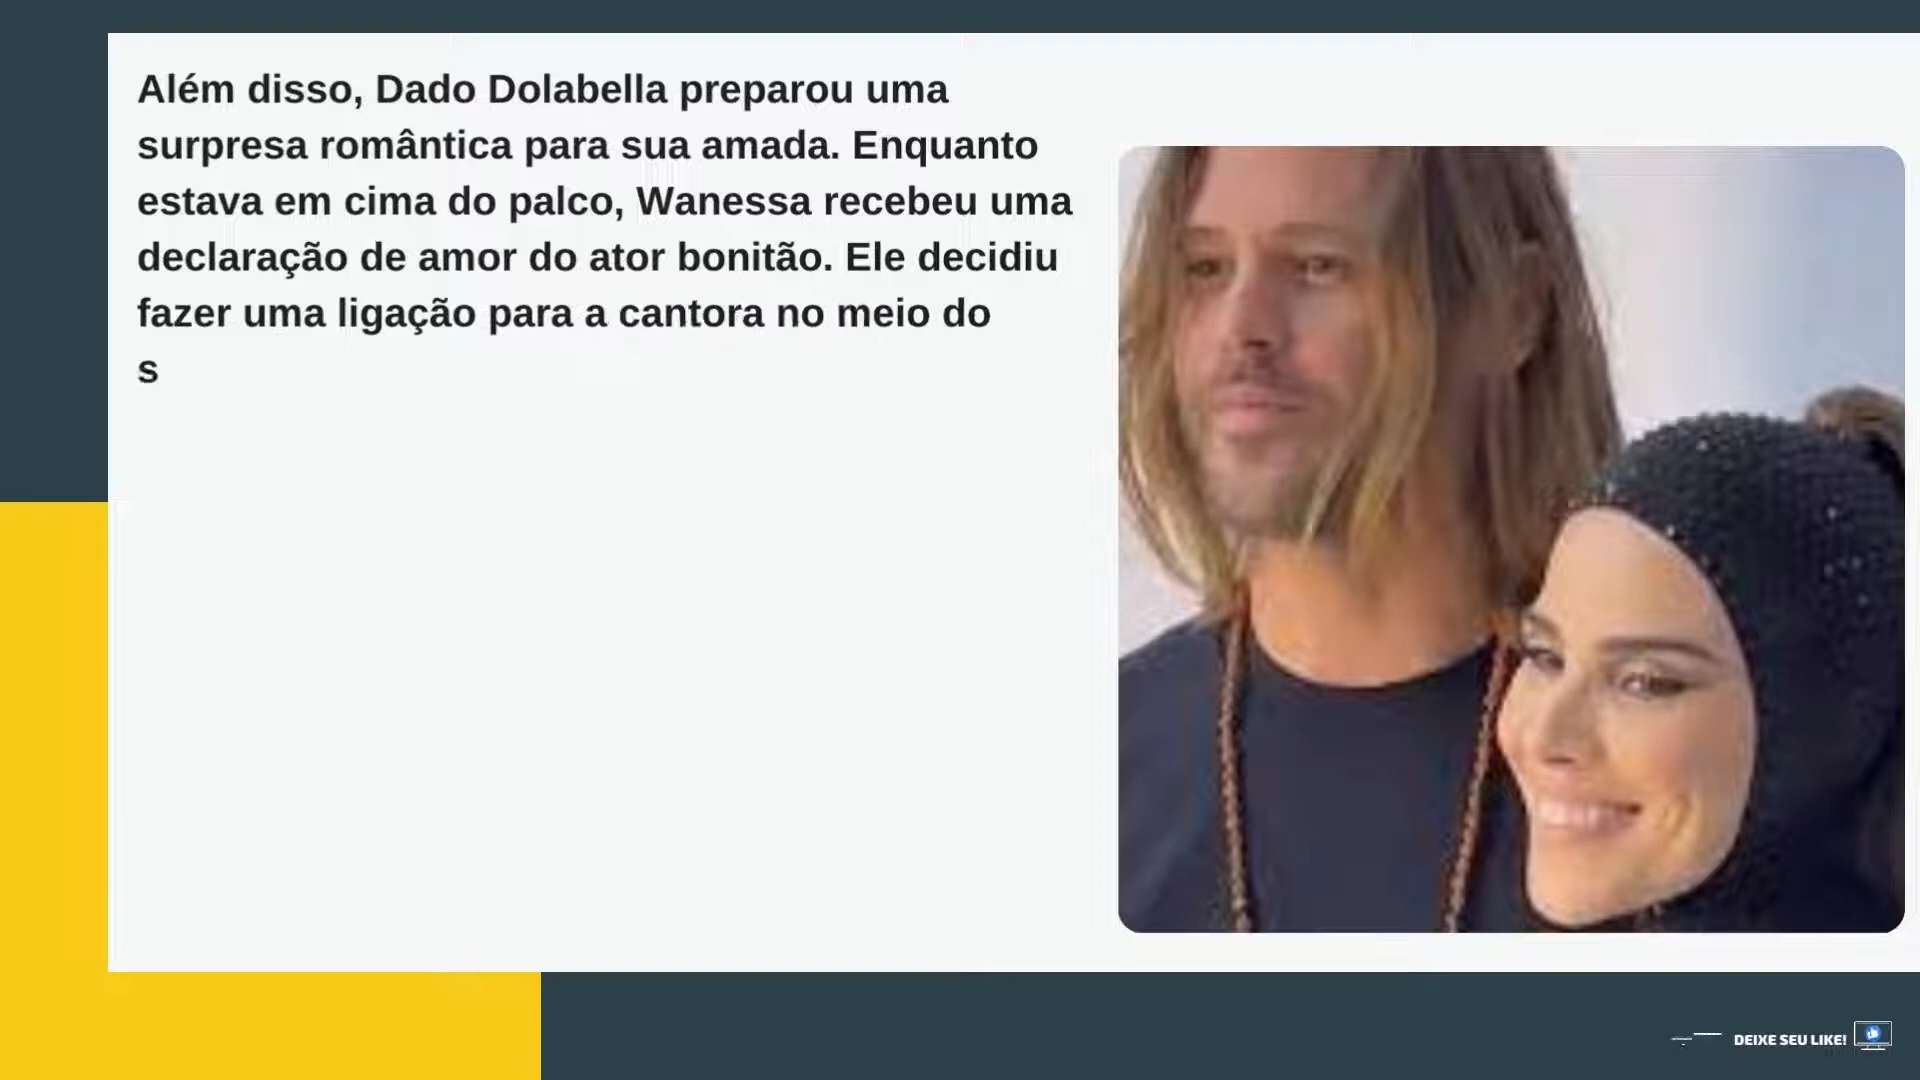 Além disso, Dado Dolabella preparou uma
surpresa romântica para sua amada. Enquanto
estava em cima do palco, Wanessa recebeu uma
declaração de amor do ator bonitão. Ele decidiu
fazer uma ligação para a cantora no meio do
s
DEIXE SEU LIKE!